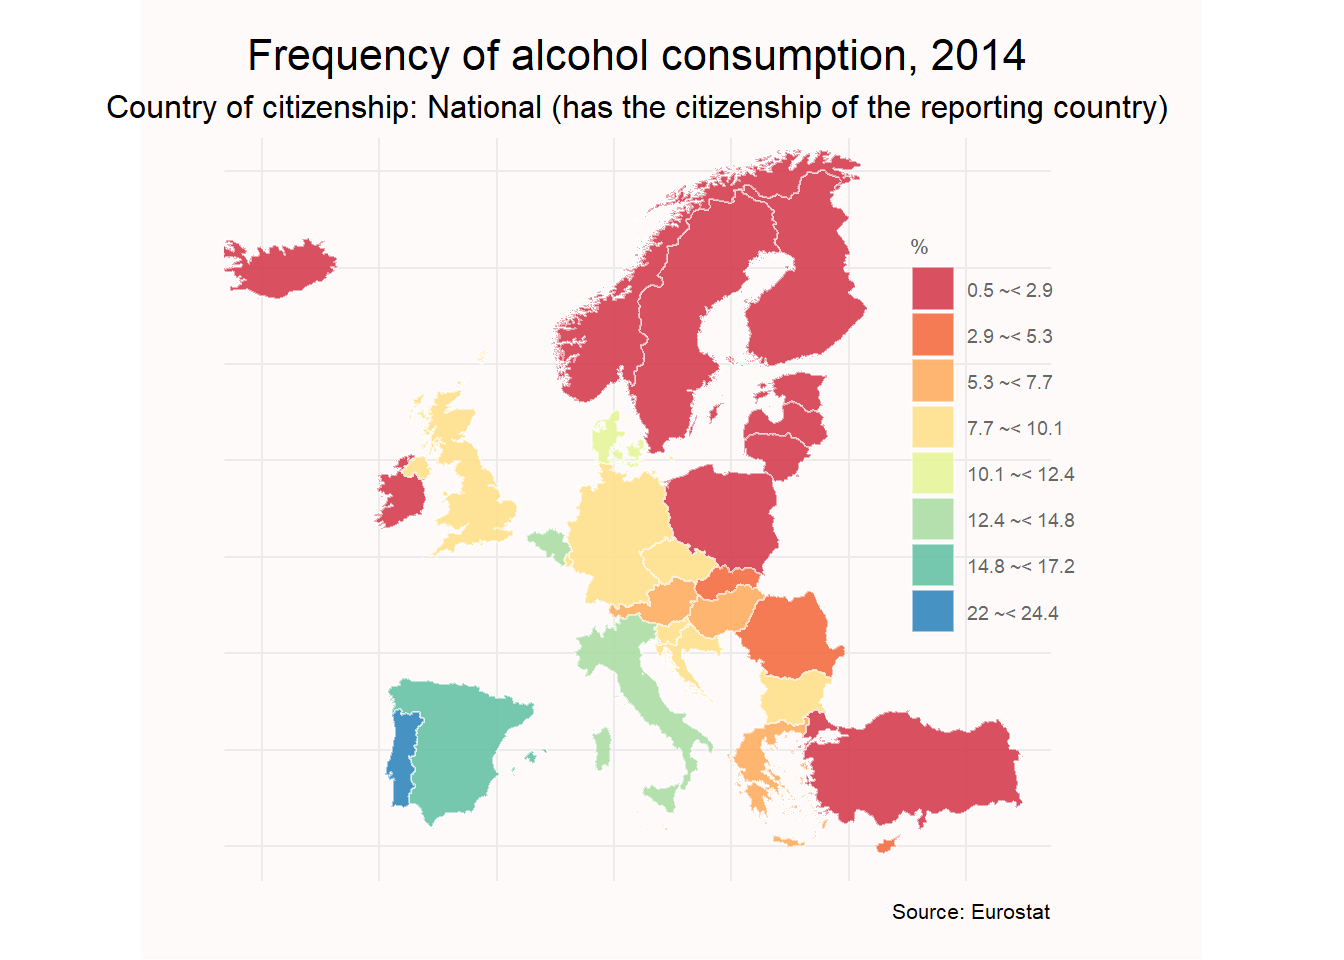 Frequency of alcohol consumption, 2014
Country of citizenship: National (has the citizenship of the reporting country)
%
0.5 ~< 2.9
2.9 ~< 5.3
5.3 ~< 7.7
7.7 ~< 10.1
10.1 ~< 12.4
12.4 ~< 14.8
14.8 ~< 17.2
22 ~< 24.4
Source: Eurostat